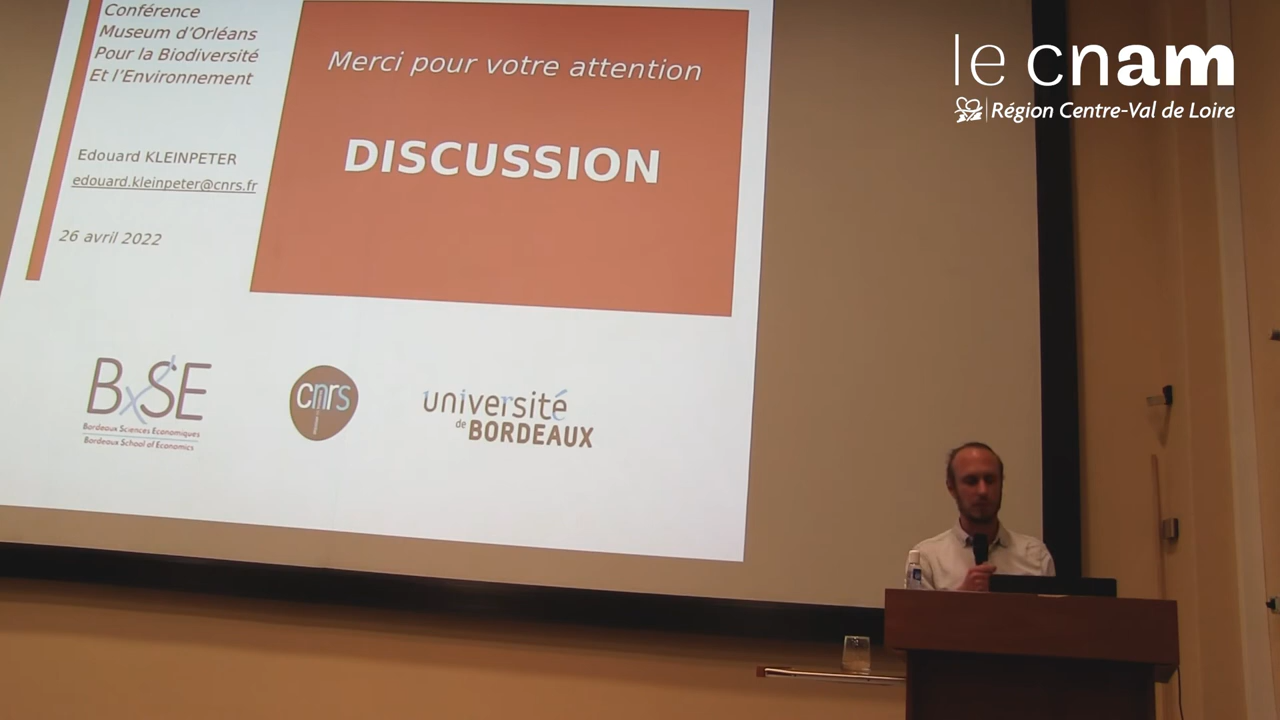 Conférence
Museum d'Orléans
Pour la Biodiversité
Et l'Environnement
Edouard KLEINPETER
edouard.kleinpeter@cnrs.fr
26 avril 2022
Merci pour votre attention
DISCUSSION
BxSE
Bordeaux Sciences Economiques
Bordeaux School of Economics
cnrs
université
de BORDEAUX
le cnam
Région Centre-Val de Loire